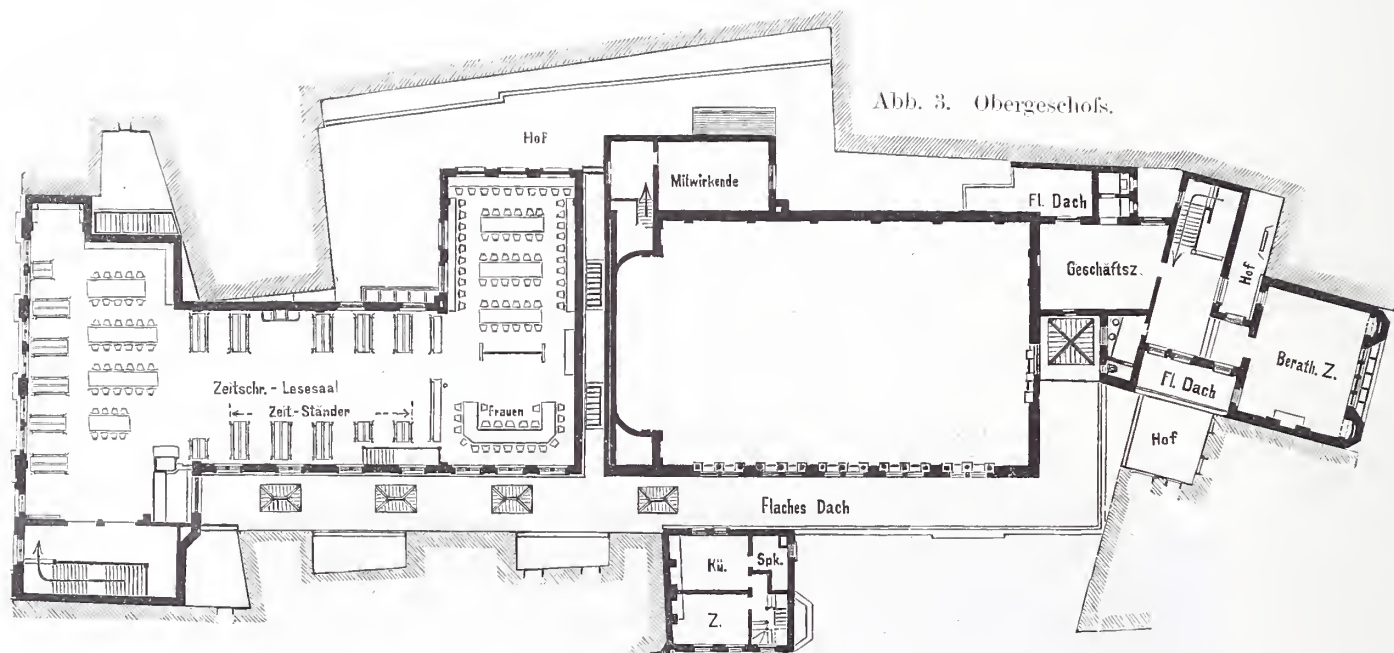 Abb. 3. Obergeschoſs.
Hof
Mitwirkende
Fl. Dach
Geschäftsz.
Hof
Berath. Z.
Fl. Dach
Hof
Zeitschr. - Lesesaal
Zeit.-Ständer
Frauen
Flaches Dach
Kü.
Spk.
Z.